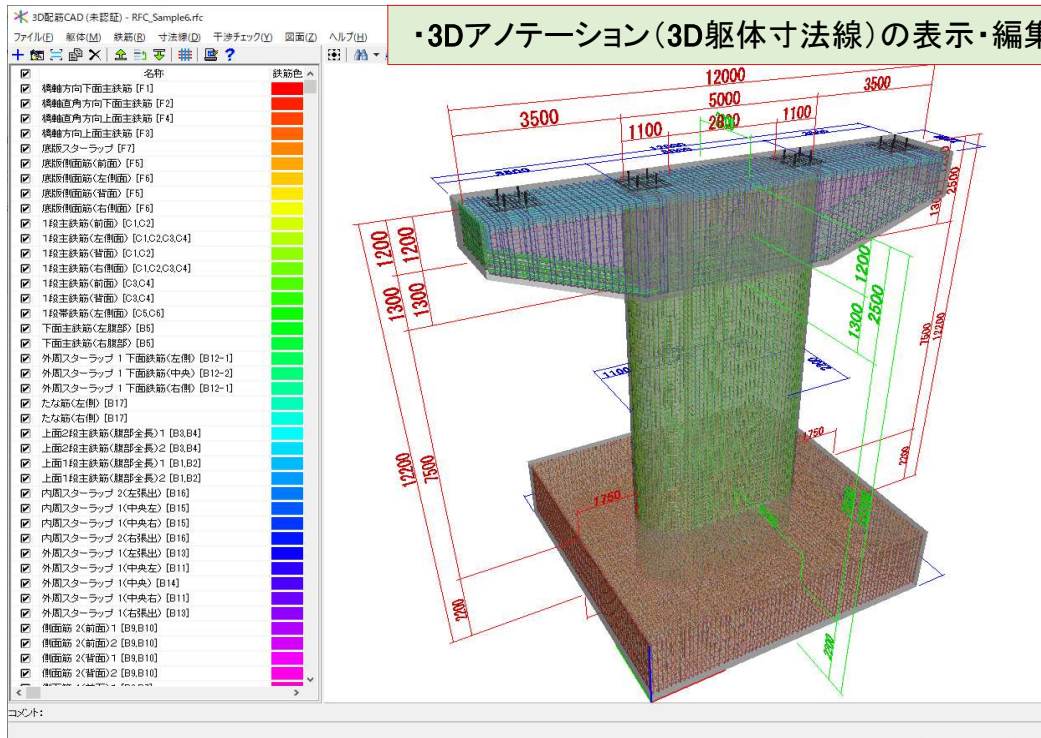 3D配筋CAD (未認証) - RFC_Sample6.rfc
ファイル(F) 躯体(M) 鉄筋(R) 寸法線(D) 干渉チェック(Y) 図面(Z) ヘルプ(H)
・3Dアノテーション(3D躯体寸法線)の表示・編集
名称 鉄筋色
橋軸方向下面主鉄筋 [F1]
橋軸直角方向下面主鉄筋 [F2]
橋軸直角方向上面主鉄筋 [F4]
橋軸方向上面主鉄筋 [F3]
底版スターラップ [F7]
底版側面筋(前面) [F5]
底版側面筋(左側面) [F6]
底版側面筋(背面) [F5]
底版側面筋(右側面) [F6]
1段主鉄筋(前面) [C1,C2]
1段主鉄筋(左側面) [C1,C2,C3,C4]
1段主鉄筋(背面) [C1,C2]
1段主鉄筋(右側面) [C1,C2,C3,C4]
1段主鉄筋(前面) [C3,C4]
1段主鉄筋(背面) [C3,C4]
1段帯鉄筋(左側面) [C5,C6]
下面主鉄筋(左腹部) [B5]
下面主鉄筋(右腹部) [B5]
外周スターラップ 1 下面鉄筋(左側) [B12-1]
外周スターラップ 1 下面鉄筋(中央) [B12-2]
外周スターラップ 1 下面鉄筋(右側) [B12-1]
たな筋(左側) [B17]
たな筋(右側) [B17]
上面2段主鉄筋(腹部全長)1 [B3,B4]
上面2段主鉄筋(腹部全長)2 [B3,B4]
上面1段主鉄筋(腹部全長)1 [B1,B2]
上面1段主鉄筋(腹部全長)2 [B1,B2]
内周スターラップ 2(左張出) [B16]
内周スターラップ 1(中央左) [B15]
内周スターラップ 1(中央右) [B15]
内周スターラップ 2(右張出) [B16]
外周スターラップ 1(左張出) [B13]
外周スターラップ 1(中央左) [B11]
外周スターラップ 1(中央) [B14]
外周スターラップ 1(中央右) [B11]
外周スターラップ 1(右張出) [B13]
側面筋 2(前面)1 [B9,B10]
側面筋 2(前面)2 [B9,B10]
側面筋 2(背面)1 [B9,B10]
側面筋 2(背面)2 [B9,B10]
コメント:
12000
3500 5000 3500
1100 2800 1100
2500
1200 1200
1300 1300
1200
1300 2500
7500 12200
1100 2200
1750
2200
12200 7500
1750
2200
2200